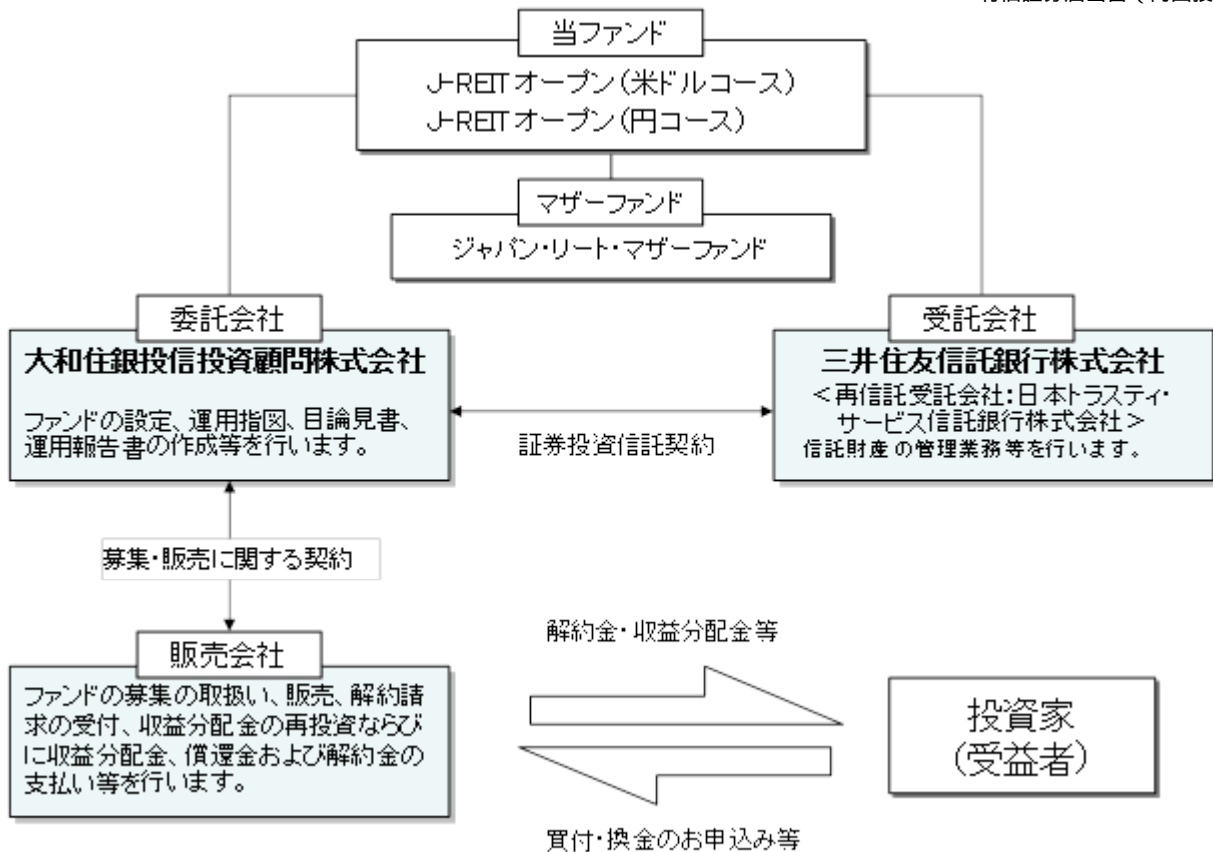 当ファンド
J-REITオープン(米ドルコース)
J-REITオープン(円コース)
マザーファンド
ジャパン・リート・マザーファンド
委託会社
大和住銀投信投資顧問株式会社
ファンドの設定、運用指図、目論見書、
運用報告書の作成等を行います。
証券投資信託契約
受託会社
三井住友信託銀行株式会社
<再信託受託会社:日本トラスティ・
サービス信託銀行株式会社>
信託財産の管理業務等を行います。
募集・販売に関する契約
販売会社
ファンドの募集の取扱い、販売、解約請
求の受付、収益分配金の再投資ならび
に収益分配金、償還金および解約金の
支払い等を行います。
解約金・収益分配金等
買付・換金のお申込み等
投資家
(受益者)